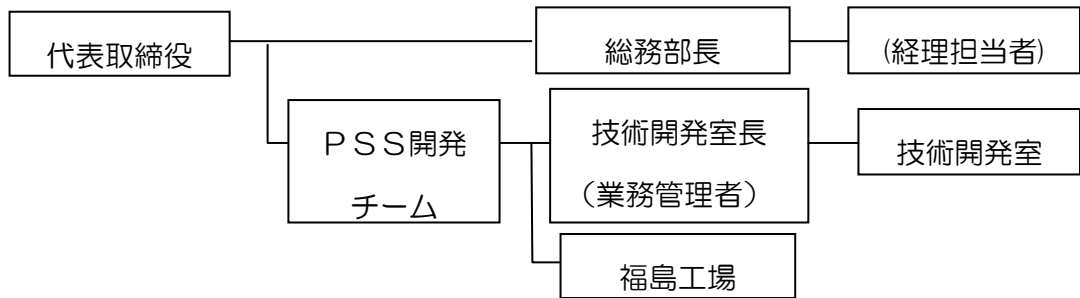 代表取締役
総務部長
(経理担当者)
PSS開発
チーム
技術開発室長
(業務管理者)
技術開発室
福島工場